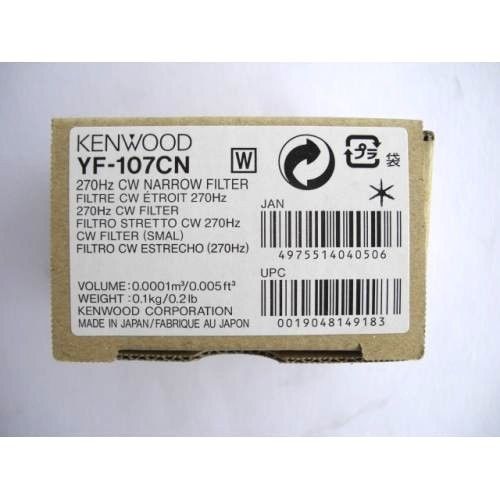 KENWOOD
YF-107CN
W
270Hz CW NARROW FILTER
FILTRE CW ÉTROIT 270Hz
270Hz CW FILTER
FILTRO STRETTO CW 270Hz
CW FILTER (SMAL)
FILTRO CW ESTRECHO (270Hz)
VOLUME: 0.0001m³/0.005ft³
WEIGHT: 0.1kg/0.2lb
KENWOOD CORPORATION
MADE IN JAPAN/FABRIQUE AU JAPON
プラ
袋
JAN
4975514040506
UPC
0019048149183